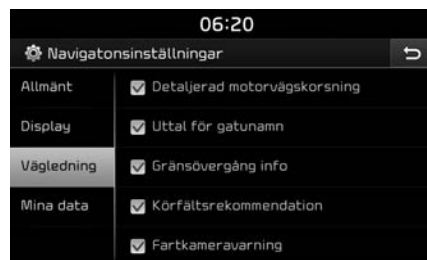 06:20
Navigatonsinställningar
Allmänt
Detaljerad motorvägskorsning
Display
Uttal för gatunamn
Vägledning
Gränsövergång info
Mina data
Körfältsrekommendation
Fartkameravarning